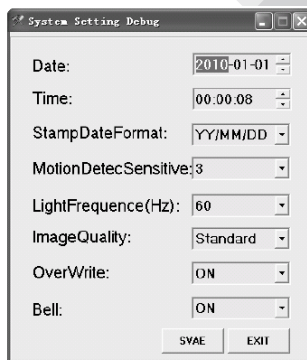 System Setting Debug
Date: 2010-01-01
Time: 00:00:08
StampDateFormat: YY/MM/DD
MotionDetecSensitive: 3
LightFrequence(Hz): 60
ImageQuality: Standard
OverWrite: ON
Bell: ON
SVAE EXIT